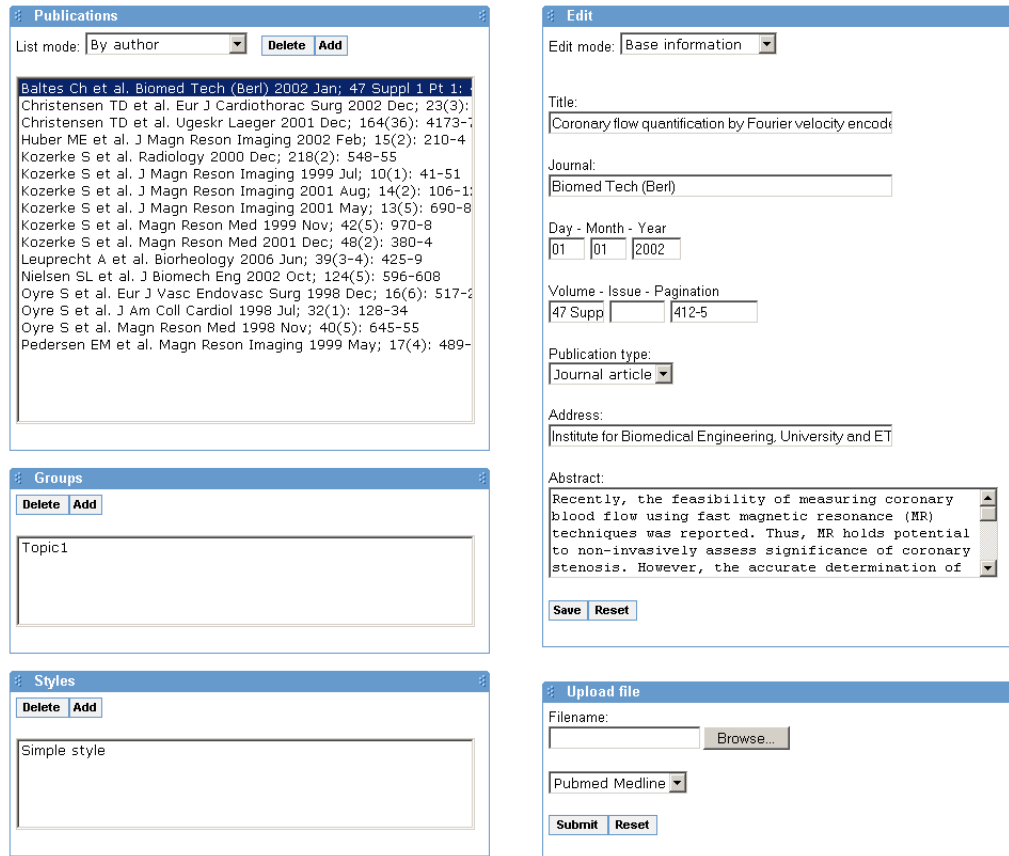 Publications
List mode: By author Delete Add
Baltes Ch et al. Biomed Tech (Berl) 2002 Jan; 47 Suppl 1 Pt 1:
Christensen TD et al. Eur J Cardiothorac Surg 2002 Dec; 23(3):
Christensen TD et al. Ugeskr Laeger 2001 Dec; 164(36): 4173-7
Huber ME et al. J Magn Reson Imaging 2002 Feb; 15(2): 210-4
Kozerke S et al. Radiology 2000 Dec; 218(2): 548-55
Kozerke S et al. J Magn Reson Imaging 1999 Jul; 10(1): 41-51
Kozerke S et al. J Magn Reson Imaging 2001 Aug; 14(2): 106-1
Kozerke S et al. J Magn Reson Imaging 2001 May; 13(5): 690-8
Kozerke S et al. Magn Reson Med 1999 Nov; 42(5): 970-8
Kozerke S et al. Magn Reson Med 2001 Dec; 48(2): 380-4
Leuprecht A et al. Biorheology 2006 Jun; 39(3-4): 425-9
Nielsen SL et al. J Biomech Eng 2002 Oct; 124(5): 596-608
Oyre S et al. Eur J Vasc Endovasc Surg 1998 Dec; 16(6): 517-2
Oyre S et al. J Am Coll Cardiol 1998 Jul; 32(1): 128-34
Oyre S et al. Magn Reson Med 1998 Nov; 40(5): 645-55
Pedersen EM et al. Magn Reson Imaging 1999 May; 17(4): 489-
Groups
Delete Add
Topic1
Styles
Delete Add
Simple style
Edit
Edit mode: Base information
Title:
Coronary flow quantification by Fourier velocity encode
Journal:
Biomed Tech (Berl)
Day - Month - Year
01 01 2002
Volume - Issue - Pagination
47 Supp 412-5
Publication type:
Journal article
Address:
Institute for Biomedical Engineering, University and ET
Abstract:
Recently, the feasibility of measuring coronary
blood flow using fast magnetic resonance (MR)
techniques was reported. Thus, MR holds potential
to non-invasively assess significance of coronary
stenosis. However, the accurate determination of
Save Reset
Upload file
Filename:
Browse...
Pubmed Medline
Submit Reset